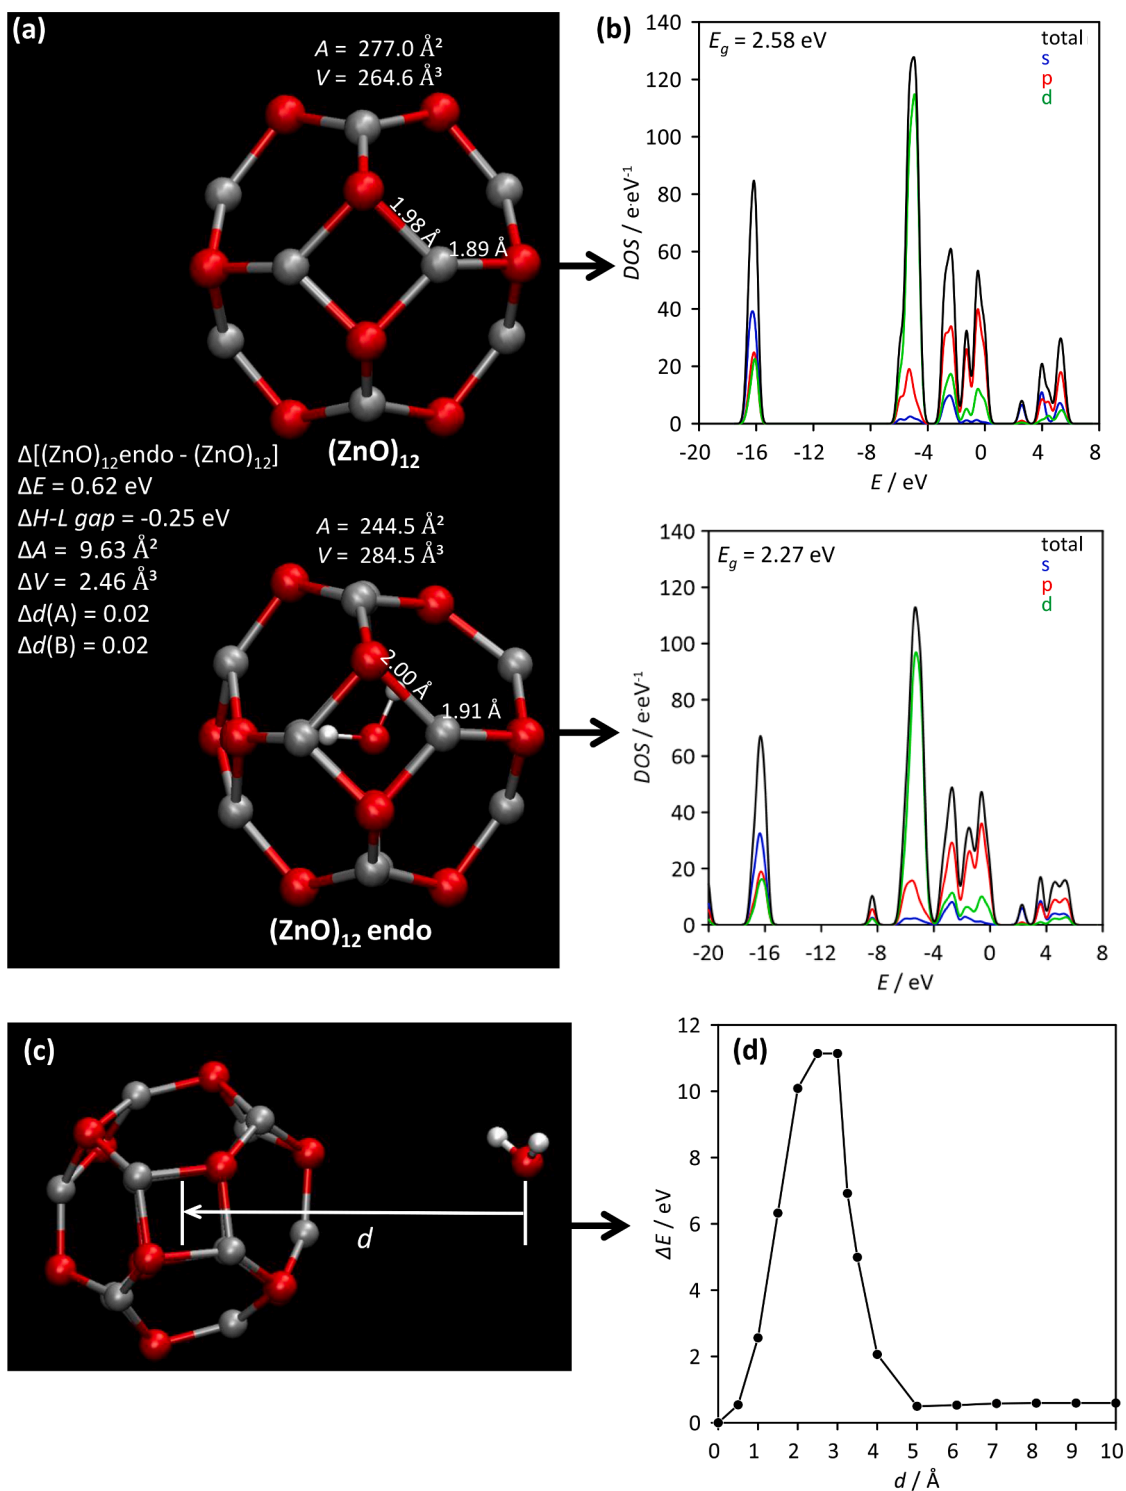 (a)
A = 277.0 Å²
V = 264.6 Å³
1.98 Å
1.89 Å
(ZnO)₁₂
Δ[(ZnO)₁₂endo - (ZnO)₁₂]
ΔE = 0.62 eV
ΔH-L gap = -0.25 eV
ΔA = 9.63 Å²
ΔV = 2.46 Å³
Δd(A) = 0.02
Δd(B) = 0.02
A = 244.5 Å²
V = 284.5 Å³
2.00 Å
1.91 Å
(ZnO)₁₂ endo
(b)
E_g = 2.58 eV
total
s
p
d
140
120
100
80
60
40
20
0
DOS / e·eV⁻¹
-20 -16 -12 -8 -4 0 4 8
E / eV
E_g = 2.27 eV
total
s
p
d
140
120
100
80
60
40
20
0
DOS / e·eV⁻¹
-20 -16 -12 -8 -4 0 4 8
E / eV
(c)
d
(d)
12
10
8
6
4
2
0
ΔE / eV
0 1 2 3 4 5 6 7 8 9 10
d / Å